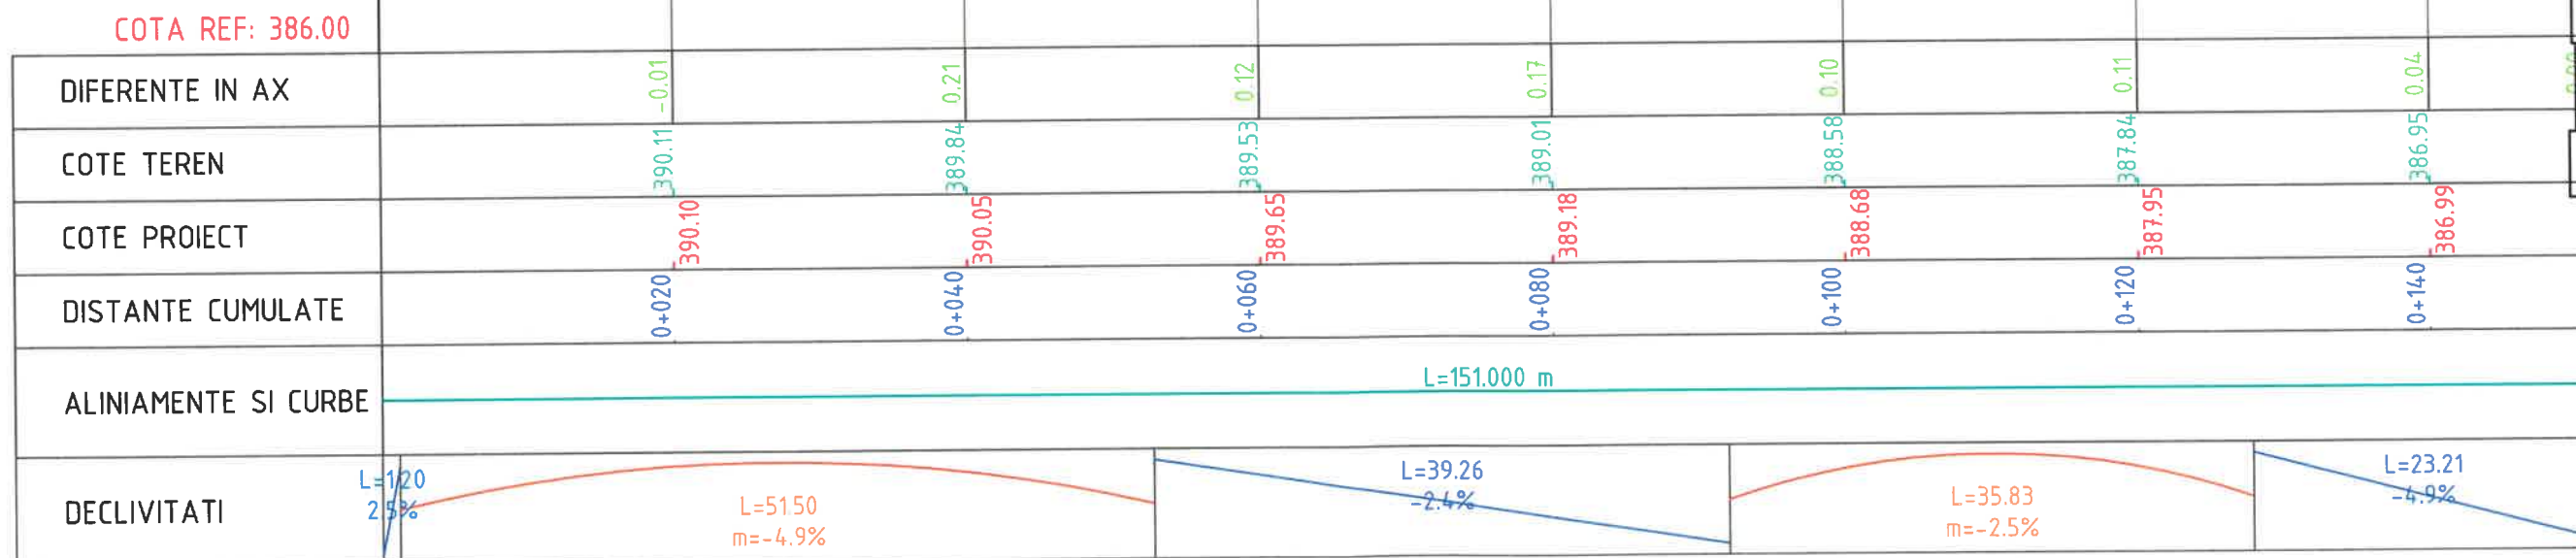 COTA REF: 386.00
DIFERENTE IN AX -0.01 0.21 0.12 0.17 0.10 0.11 0.04
COTE TEREN 390.11 389.84 389.53 389.01 388.58 387.84 386.95
COTE PROIECT 390.10 390.05 389.65 389.18 388.68 387.95 386.99
DISTANTE CUMULATE 0+020 0+040 0+060 0+080 0+100 0+120 0+140
ALINIAMENTE SI CURBE L=151.000 m
DECLIVITATI
L=1.20
2.5%
L=51.50
m=-4.9%
L=39.26
-2.4%
L=35.83
m=-2.5%
L=23.21
-4.9%